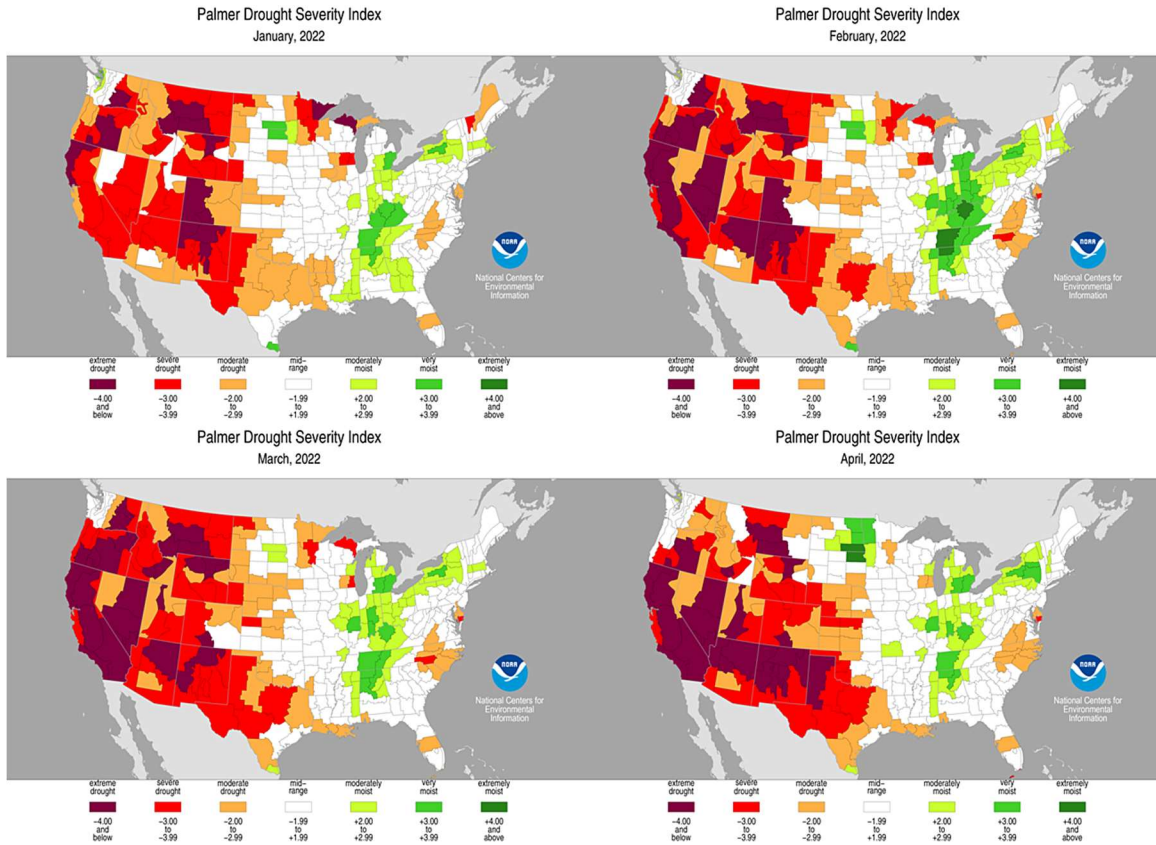 Palmer Drought Severity Index
January, 2022
NOAA
National Centers for
Environmental
Information
extreme drought
severe drought
moderate drought
mid-range
moderately moist
very moist
extremely moist
−4.00 and below
−3.00 to −3.99
−2.00 to −2.99
−1.99 to +1.99
+2.00 to +2.99
+3.00 to +3.99
+4.00 and above
Palmer Drought Severity Index
February, 2022
NOAA
National Centers for
Environmental
Information
extreme drought
severe drought
moderate drought
mid-range
moderately moist
very moist
extremely moist
−4.00 and below
−3.00 to −3.99
−2.00 to −2.99
−1.99 to +1.99
+2.00 to +2.99
+3.00 to +3.99
+4.00 and above
Palmer Drought Severity Index
March, 2022
NOAA
National Centers for
Environmental
Information
extreme drought
severe drought
moderate drought
mid-range
moderately moist
very moist
extremely moist
−4.00 and below
−3.00 to −3.99
−2.00 to −2.99
−1.99 to +1.99
+2.00 to +2.99
+3.00 to +3.99
+4.00 and above
Palmer Drought Severity Index
April, 2022
NOAA
National Centers for
Environmental
Information
extreme drought
severe drought
moderate drought
mid-range
moderately moist
very moist
extremely moist
−4.00 and below
−3.00 to −3.99
−2.00 to −2.99
−1.99 to +1.99
+2.00 to +2.99
+3.00 to +3.99
+4.00 and above